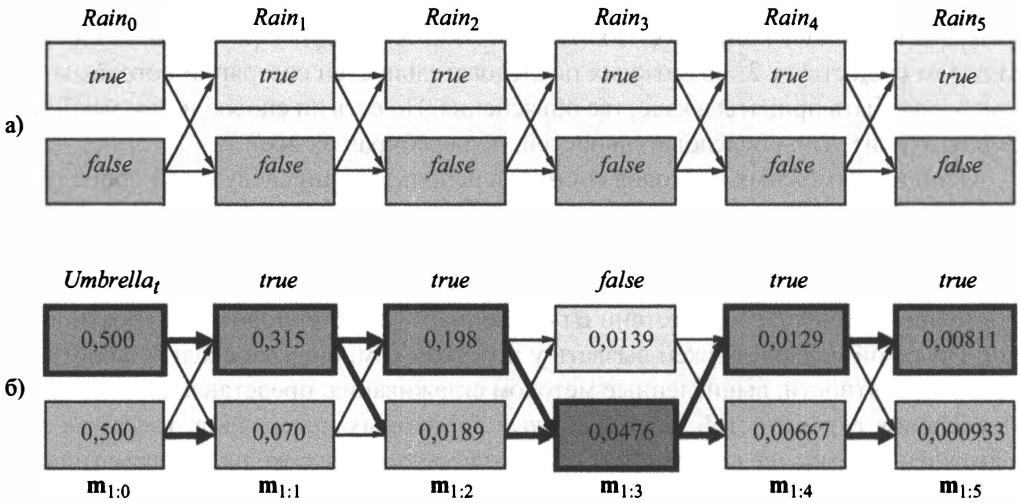 Rain0 Rain1 Rain2 Rain3 Rain4 Rain5
true true true true true true
а)
false false false false false false
Umbrellat true true false true true
0,500 0,315 0,198 0,0139 0,0129 0,00811
б)
0,500 0,070 0,0189 0,0476 0,00667 0,000933
m1:0 m1:1 m1:2 m1:3 m1:4 m1:5